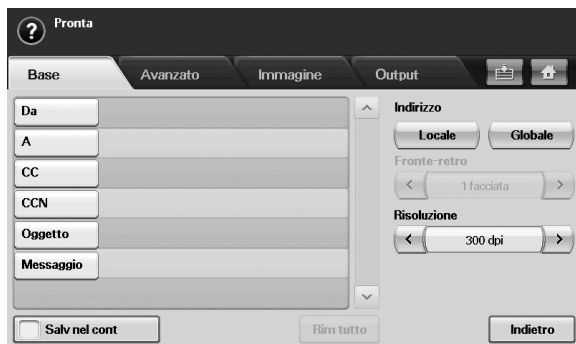 Pronta
Base
Avanzato
Immagine
Output
Da
A
CC
CCN
Oggetto
Messaggio
Indirizzo
Locale
Globale
Fronte-retro
1 facciata
Risoluzione
300 dpi
Salv nel cont
Rim tutto
Indietro